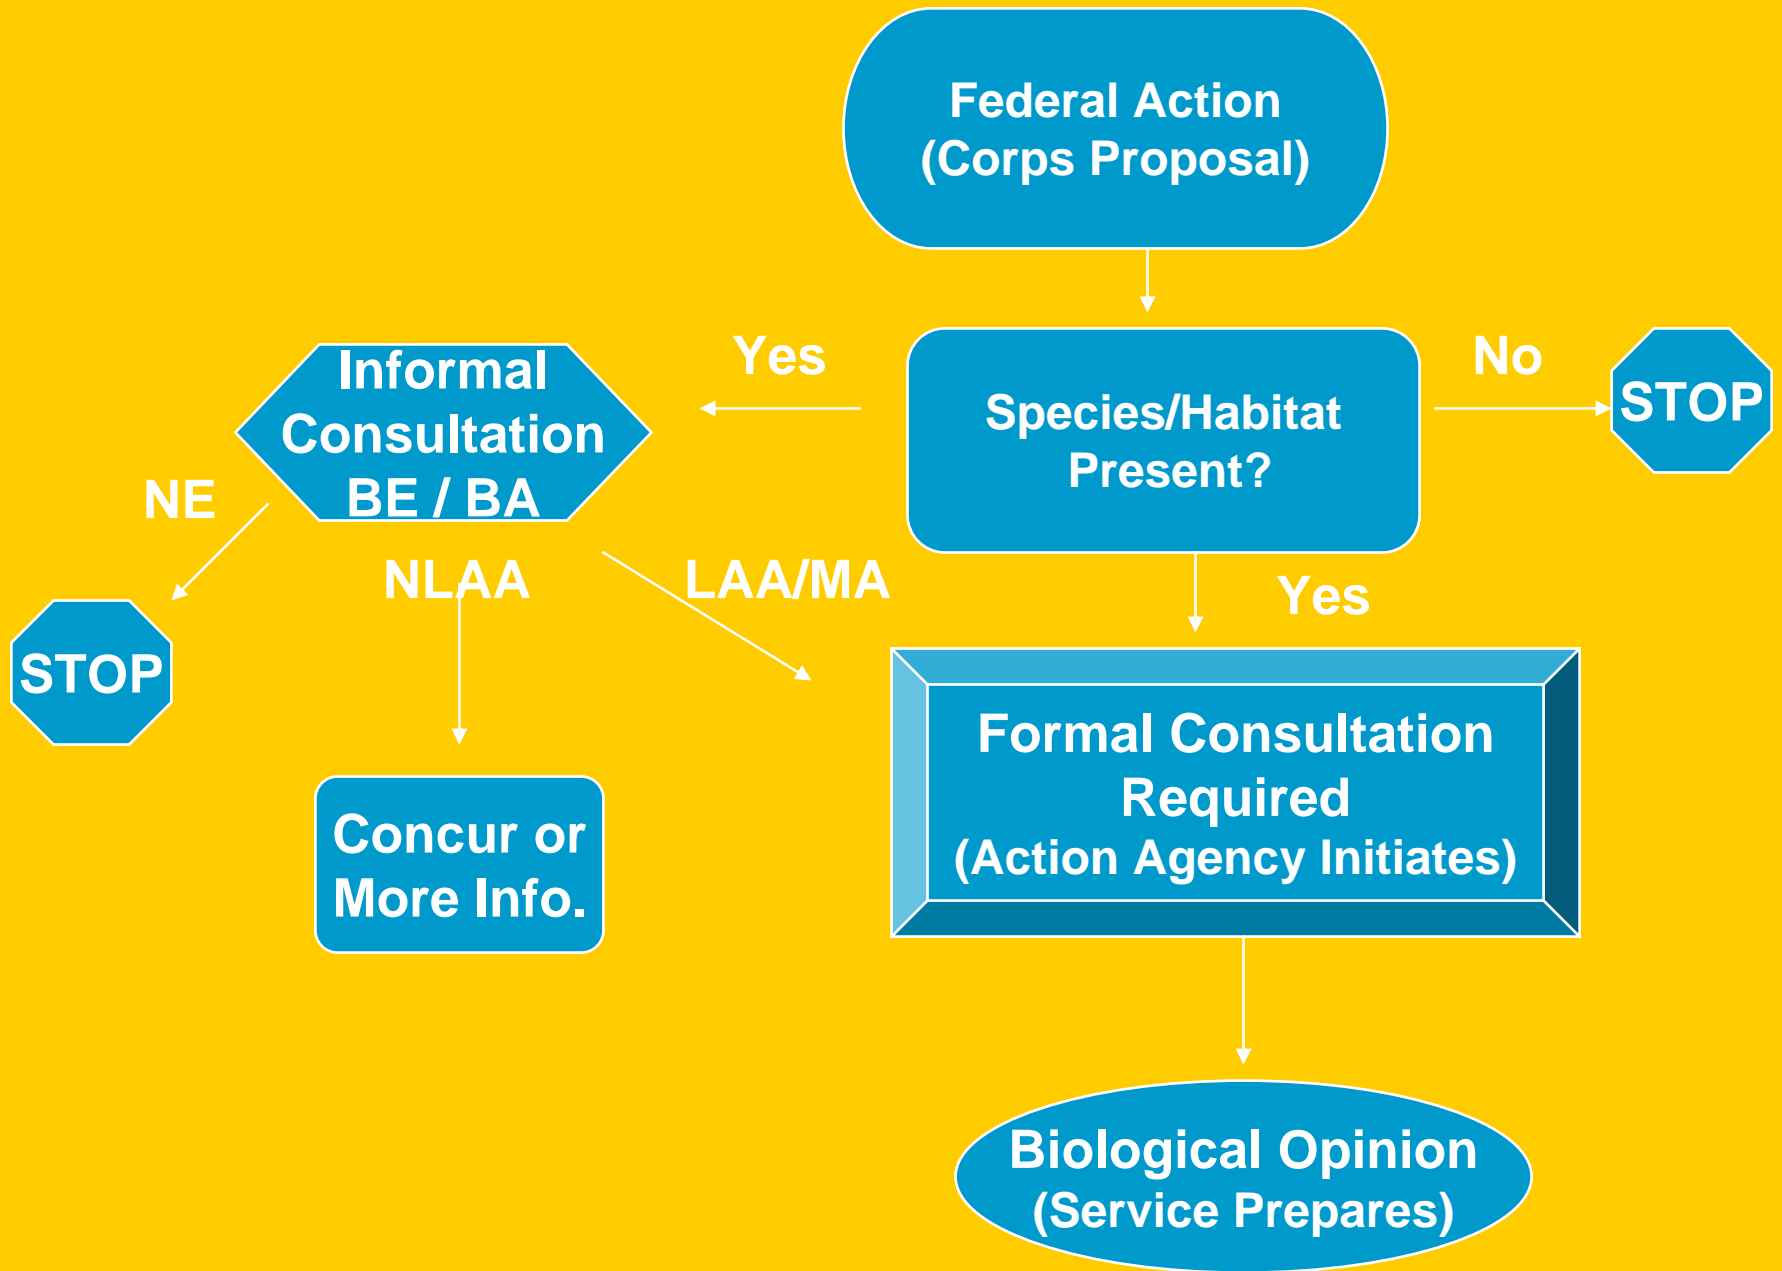 Federal Action
(Corps Proposal)
Yes
No
Informal
Consultation
BE / BA
Species/Habitat
Present?
STOP
NE
NLAA
LAA/MA
Yes
STOP
Formal Consultation
Required
(Action Agency Initiates)
Concur or
More Info.
Biological Opinion
(Service Prepares)